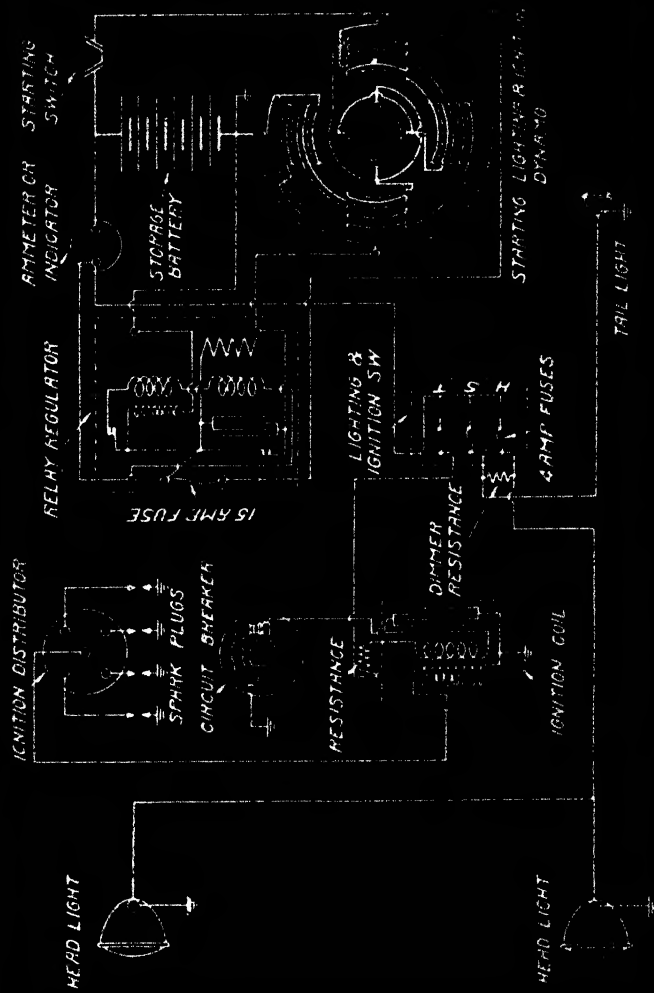 HEAD LIGHT
IGNITION DISTRIBUTOR
SPARK PLUGS
CIRCUIT BREAKER
RESISTANCE
IGNITION COIL
HEAD LIGHT
RELAY REGULATOR
15 AMP FUSE
LIGHTING &
IGNITION SW
DIMMER
RESISTANCE
4 AMP FUSES
AMMETER OR
INDICATOR
STARTING
SWITCH
STORAGE
BATTERY
STARTING LIGHTING
DYNAMO
TAIL LIGHT